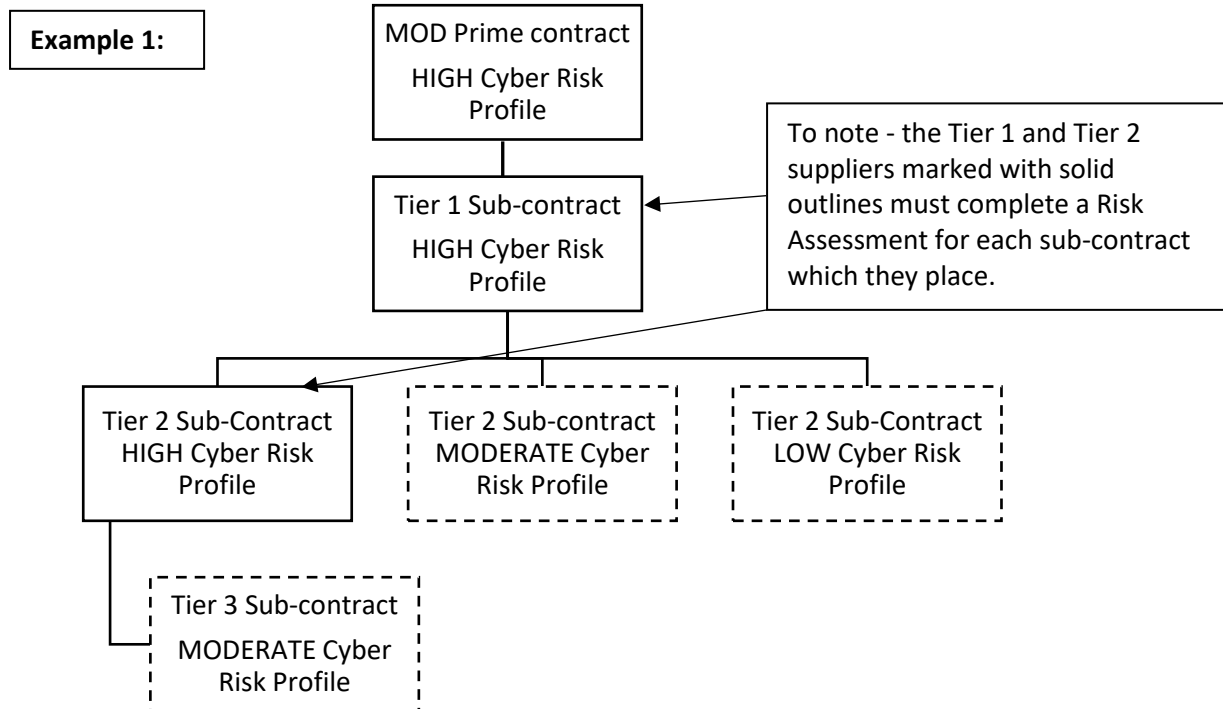 Example 1:
MOD Prime contract
HIGH Cyber Risk
Profile
Tier 1 Sub-contract
HIGH Cyber Risk
Profile
To note - the Tier 1 and Tier 2
suppliers marked with solid
outlines must complete a Risk
Assessment for each sub-contract
which they place.
Tier 2 Sub-Contract
HIGH Cyber Risk
Profile
Tier 2 Sub-contract
MODERATE Cyber
Risk Profile
Tier 2 Sub-Contract
LOW Cyber Risk
Profile
Tier 3 Sub-contract
MODERATE Cyber
Risk Profile